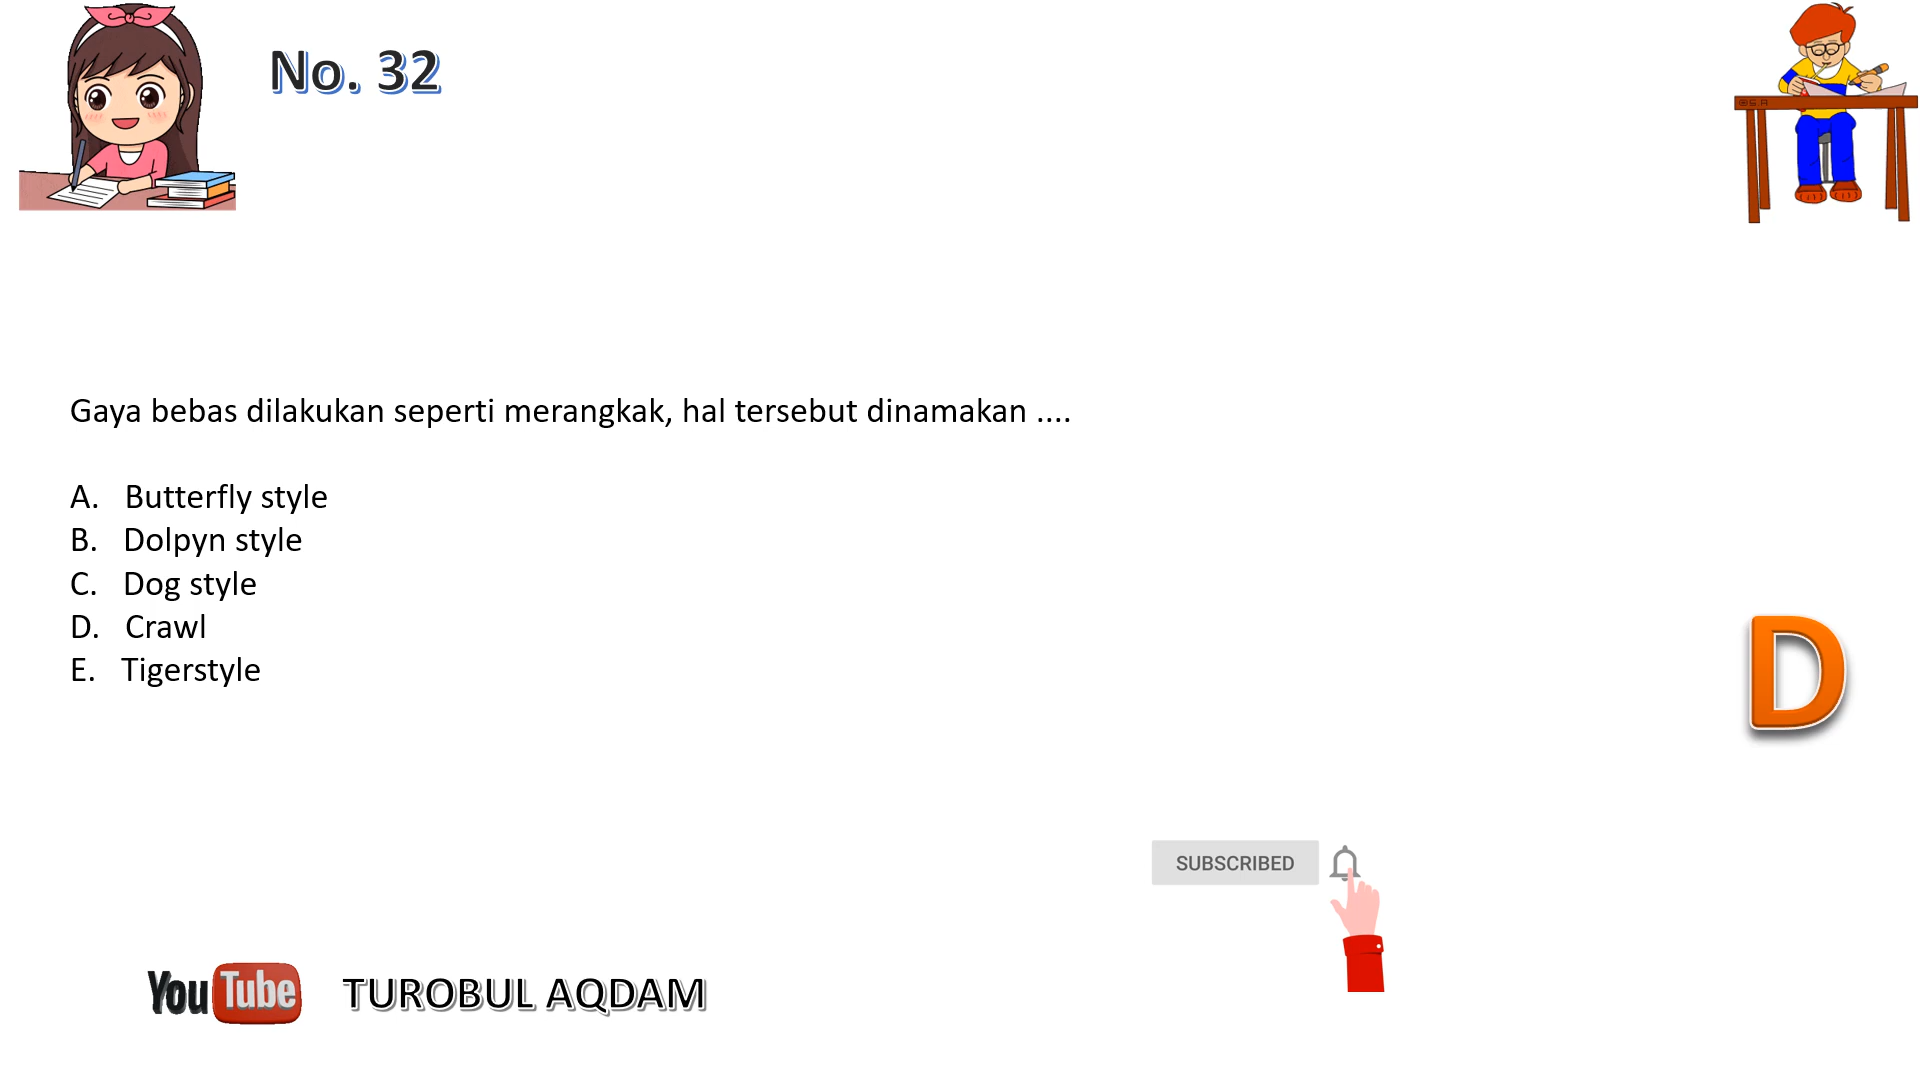 No. 32
Gaya bebas dilakukan seperti merangkak, hal tersebut dinamakan ....
A. Butterfly style
B. Dolpyn style
C. Dog style
D. Crawl
E. Tigerstyle
D
SUBSCRIBED
YouTube TUROBUL AQDAM